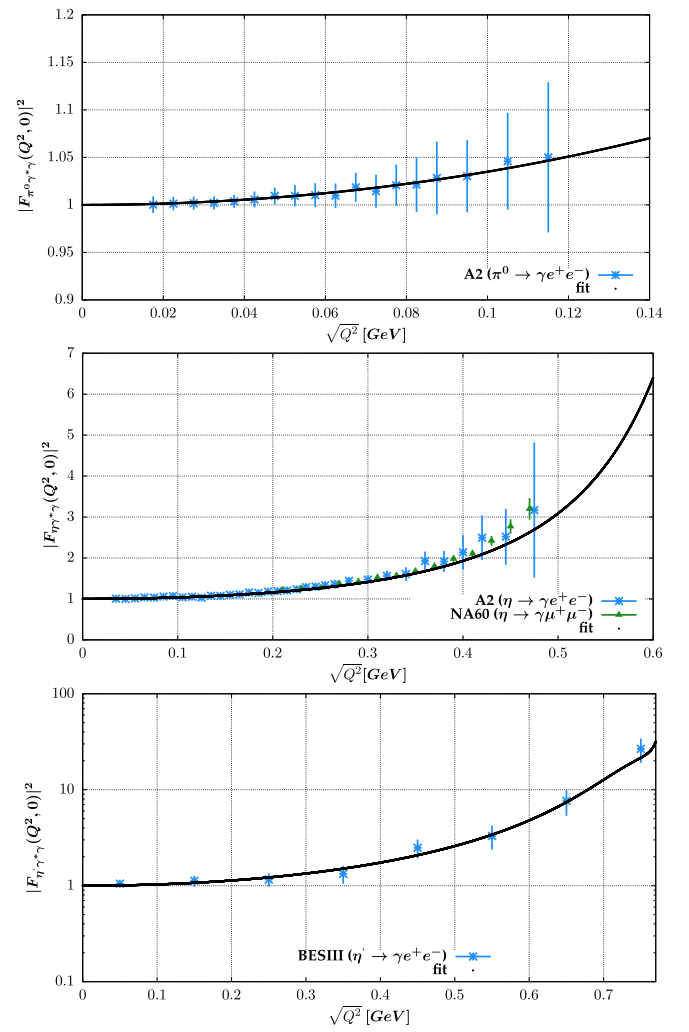 1.2
1.15
1.1
1.05
1
0.95
0.9
|F_{π⁰γ*γ}(Q², 0)|²
A2 (π⁰ → γe⁺e⁻)
fit
0 0.02 0.04 0.06 0.08 0.1 0.12 0.14
√Q² [GeV]
7
6
5
4
3
2
1
0
|F_{ηγ*γ}(Q², 0)|²
A2 (η → γe⁺e⁻)
NA60 (η → γμ⁺μ⁻)
fit
0 0.1 0.2 0.3 0.4 0.5 0.6
√Q² [GeV]
100
10
1
0.1
|F_{η′γ*γ}(Q², 0)|²
BESIII (η′ → γe⁺e⁻)
fit
0 0.1 0.2 0.3 0.4 0.5 0.6 0.7
√Q² [GeV]